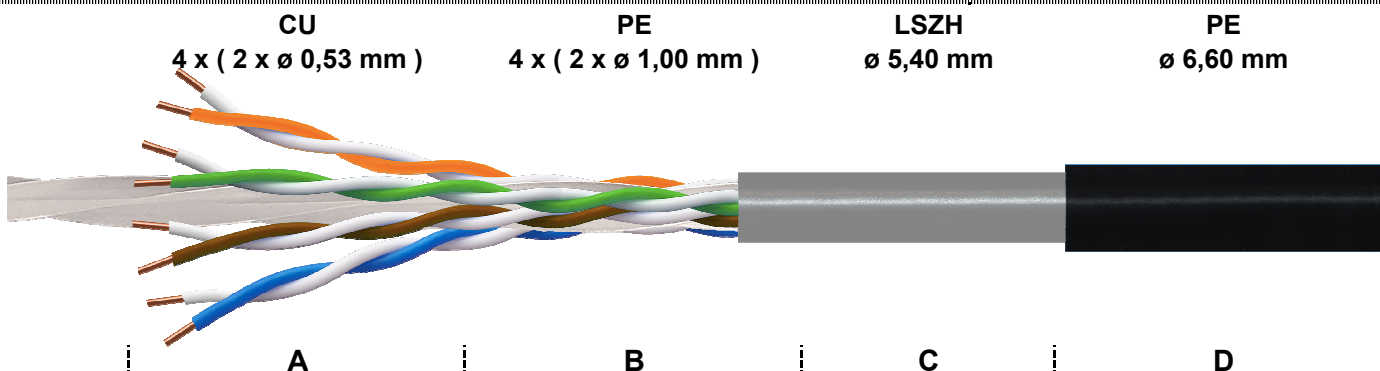 CU PE LSZH PE
4 x ( 2 x ø 0,53 mm ) 4 x ( 2 x ø 1,00 mm ) ø 5,40 mm ø 6,60 mm
A B C D